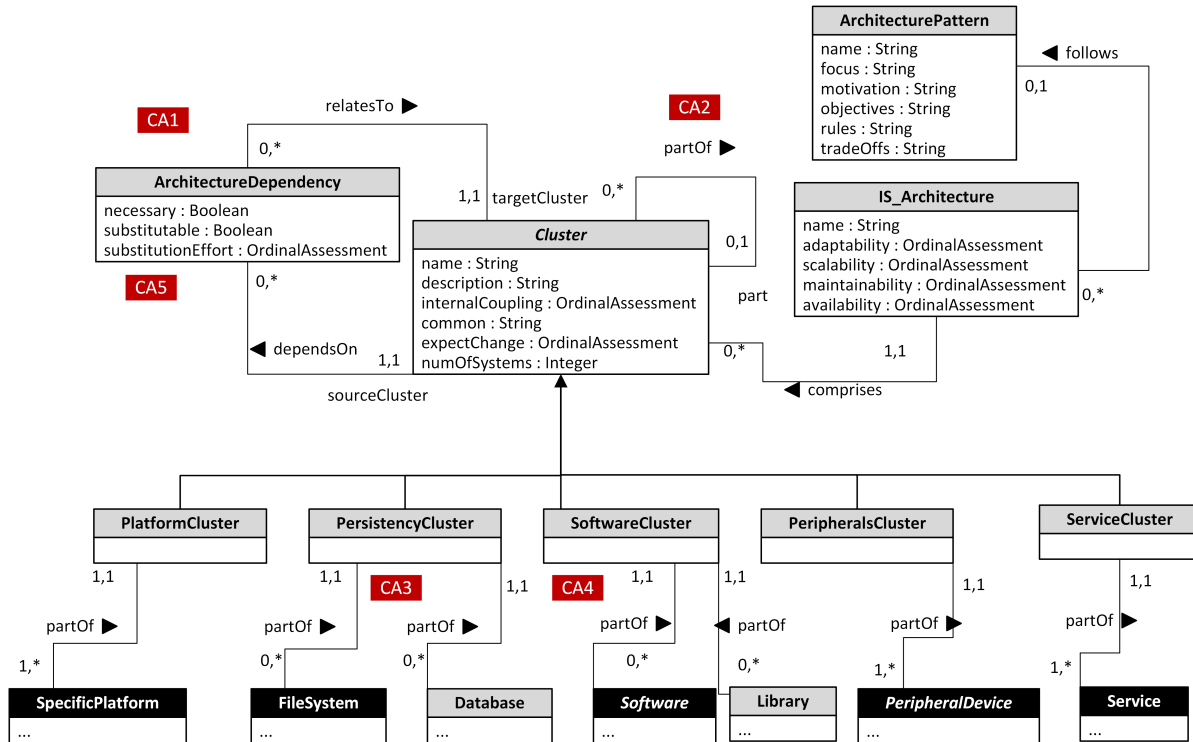 ArchitecturePattern
name : String
focus : String
motivation : String
objectives : String
rules : String
tradeOffs : String
follows
0,1
CA1
relatesTo
CA2
partOf
0,*
ArchitectureDependency
necessary : Boolean
substitutable : Boolean
substitutionEffort : OrdinalAssessment
1,1
targetCluster
0,*
IS_Architecture
name : String
adaptability : OrdinalAssessment
scalability : OrdinalAssessment
maintainability : OrdinalAssessment
availability : OrdinalAssessment
Cluster
name : String
description : String
internalCoupling : OrdinalAssessment
common : String
expectChange : OrdinalAssessment
numOfSystems : Integer
0,1
part
0,*
CA5
0,*
dependsOn
1,1
sourceCluster
0,*
1,1
comprises
PlatformCluster
PersistencyCluster
SoftwareCluster
PeripheralsCluster
ServiceCluster
1,1
1,1
CA3
1,1
CA4
1,1
1,1
1,1
1,1
partOf
partOf
partOf
partOf
partOf
partOf
partOf
1,*
0,*
0,*
0,*
0,*
1,*
1,*
SpecificPlatform
...
FileSystem
...
Database
...
Software
...
Library
...
PeripheralDevice
...
Service
...